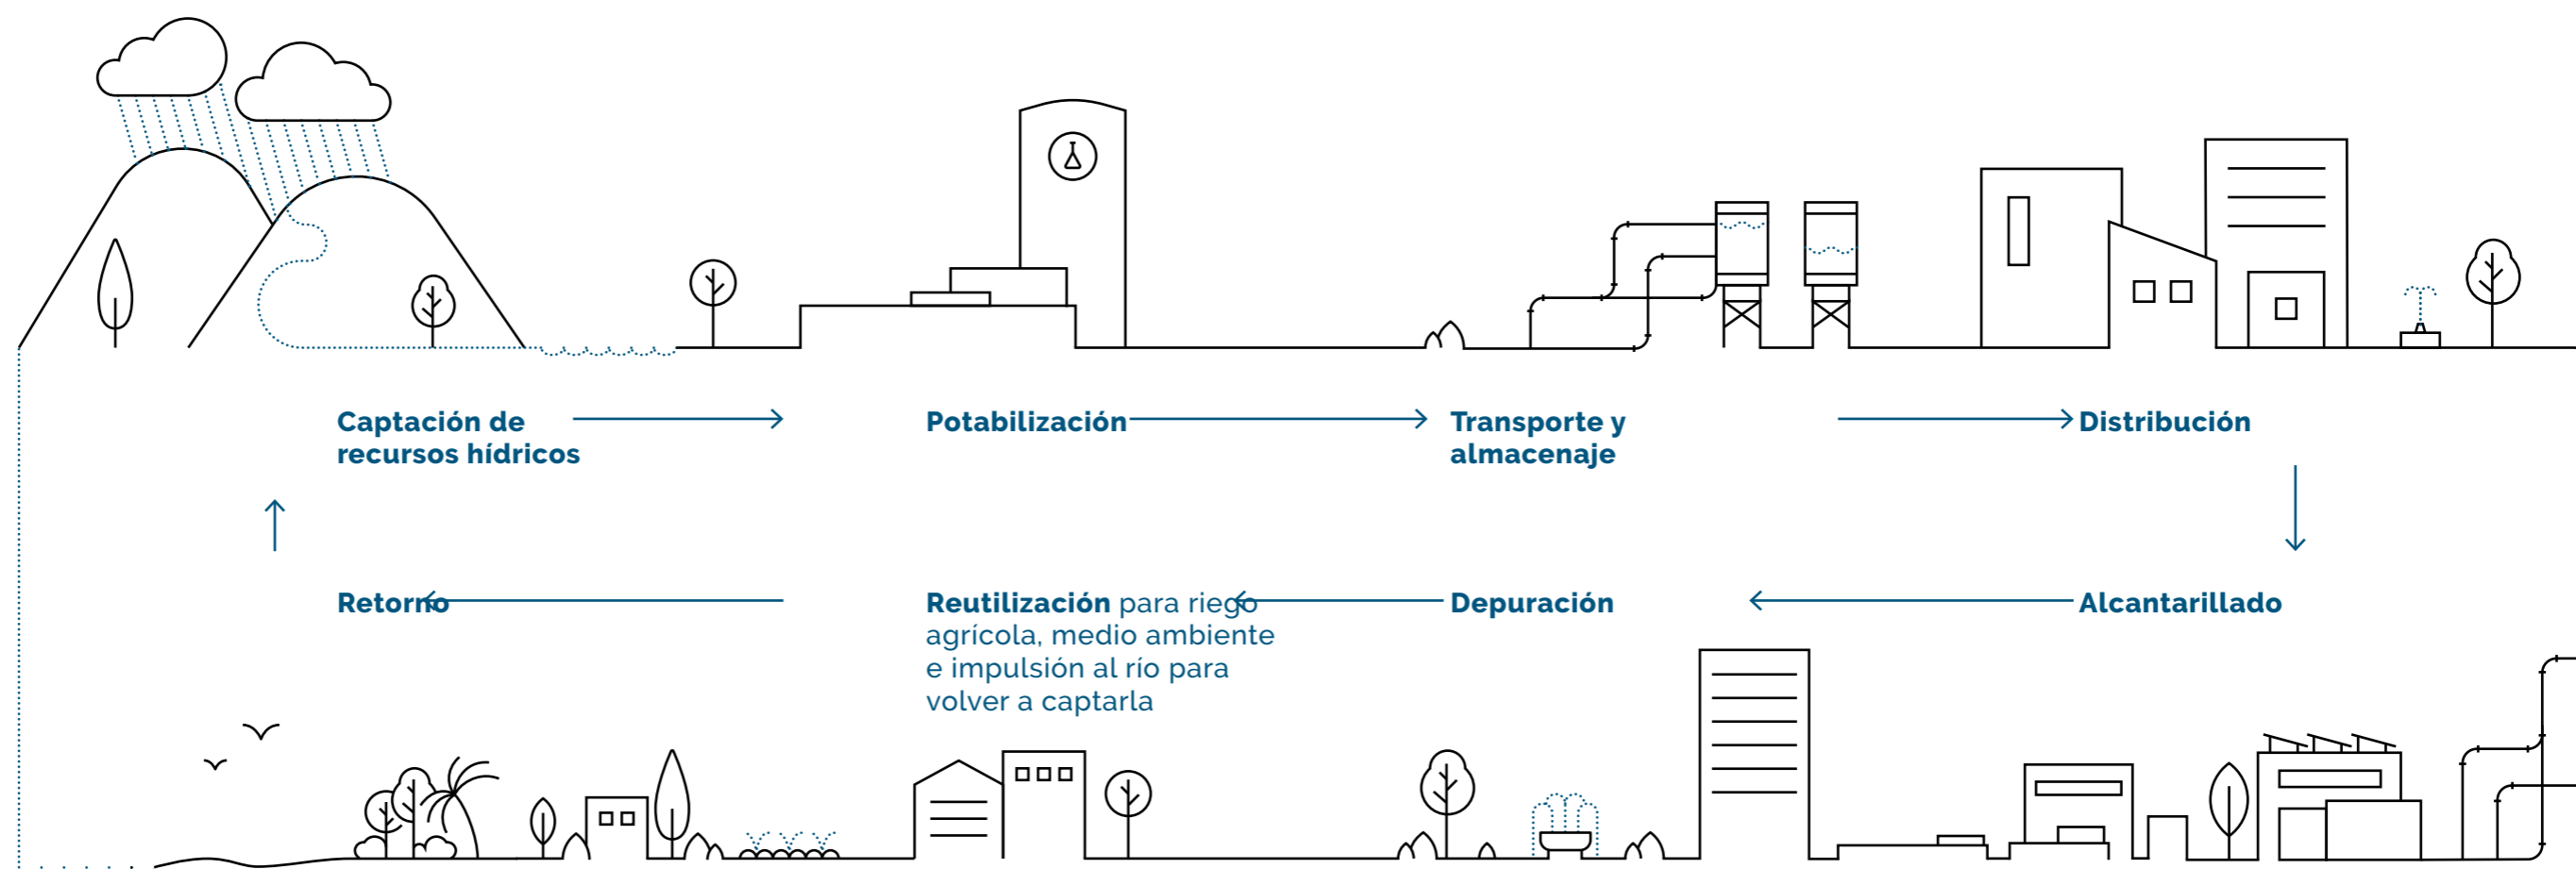 Captación de
recursos hídricos
Potabilización
Transporte y
almacenaje
Distribución
Retorno
Reutilización para riego
agrícola, medio ambiente
e impulsión al río para
volver a captarla
Depuración
Alcantarillado